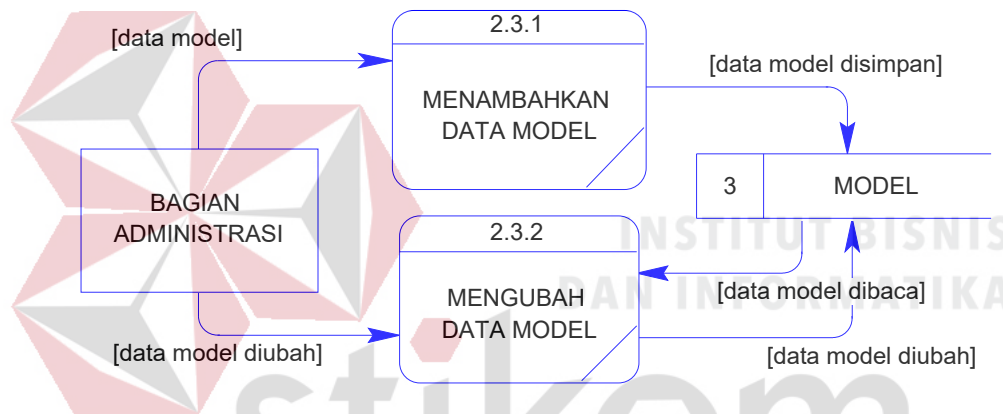 [data model]
2.3.1
MENAMBAHKAN
DATA MODEL
[data model disimpan]
BAGIAN
ADMINISTRASI
3
MODEL
2.3.2
MENGUBAH
DATA MODEL
[data model dibaca]
[data model diubah]
[data model diubah]
INSTITUT BISNIS
DAN INFORMATIKA
stikom